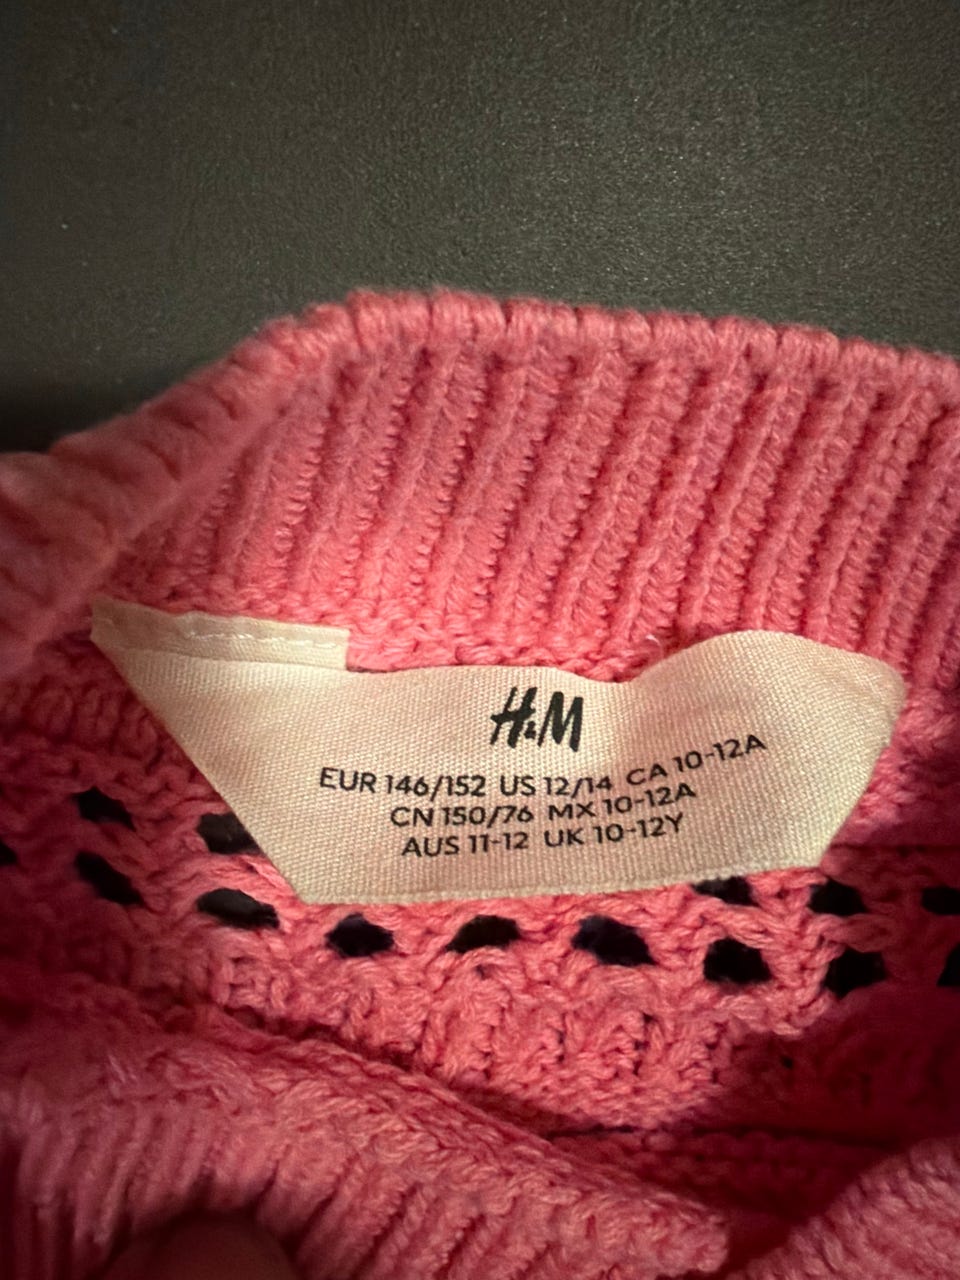 H&M
EUR 146/152 US 12/14 CA 10-12A
CN 150/76 MX 10-12A
AUS 11-12 UK 10-12Y